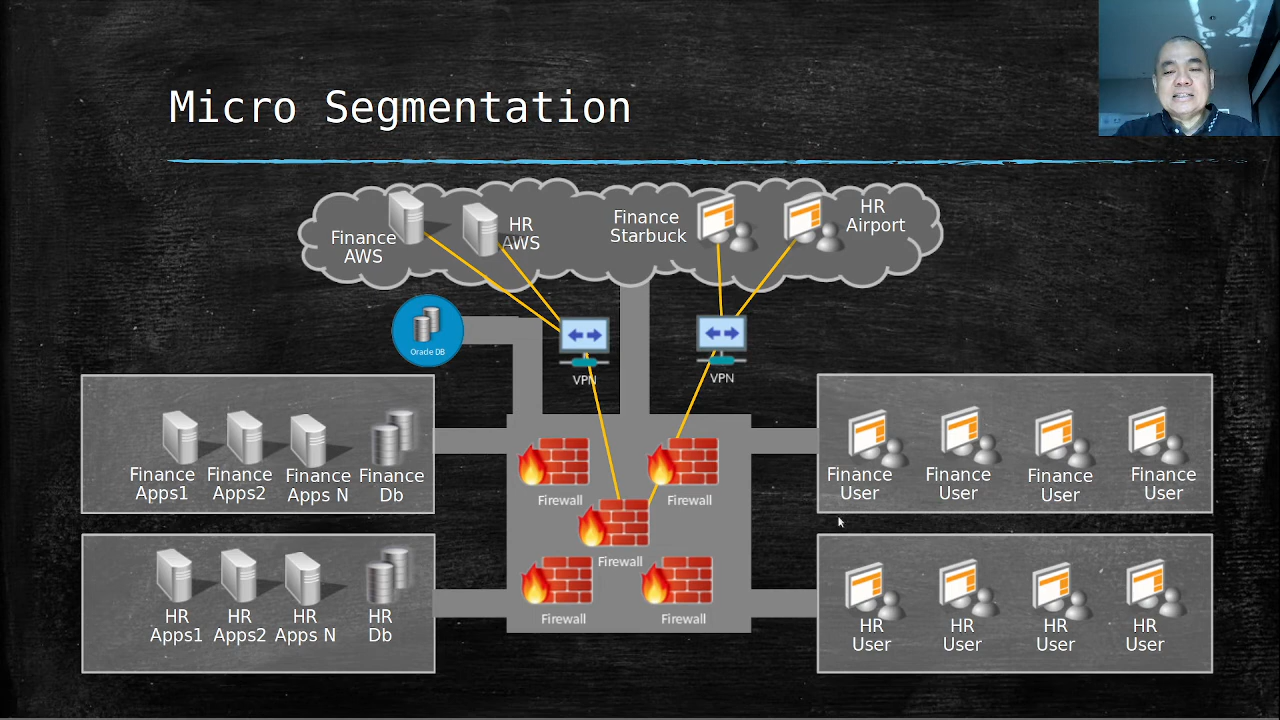 Micro Segmentation
Finance
AWS
HR
AWS
Finance
Starbuck
HR
Airport
Oracle DB
VPN
VPN
Finance
Apps1
Finance
Apps2
Finance
Apps N
Finance
Db
Firewall
Firewall
Firewall
Firewall
Firewall
Finance
User
Finance
User
Finance
User
Finance
User
HR
Apps1
HR
Apps2
HR
Apps N
HR
Db
HR
User
HR
User
HR
User
HR
User